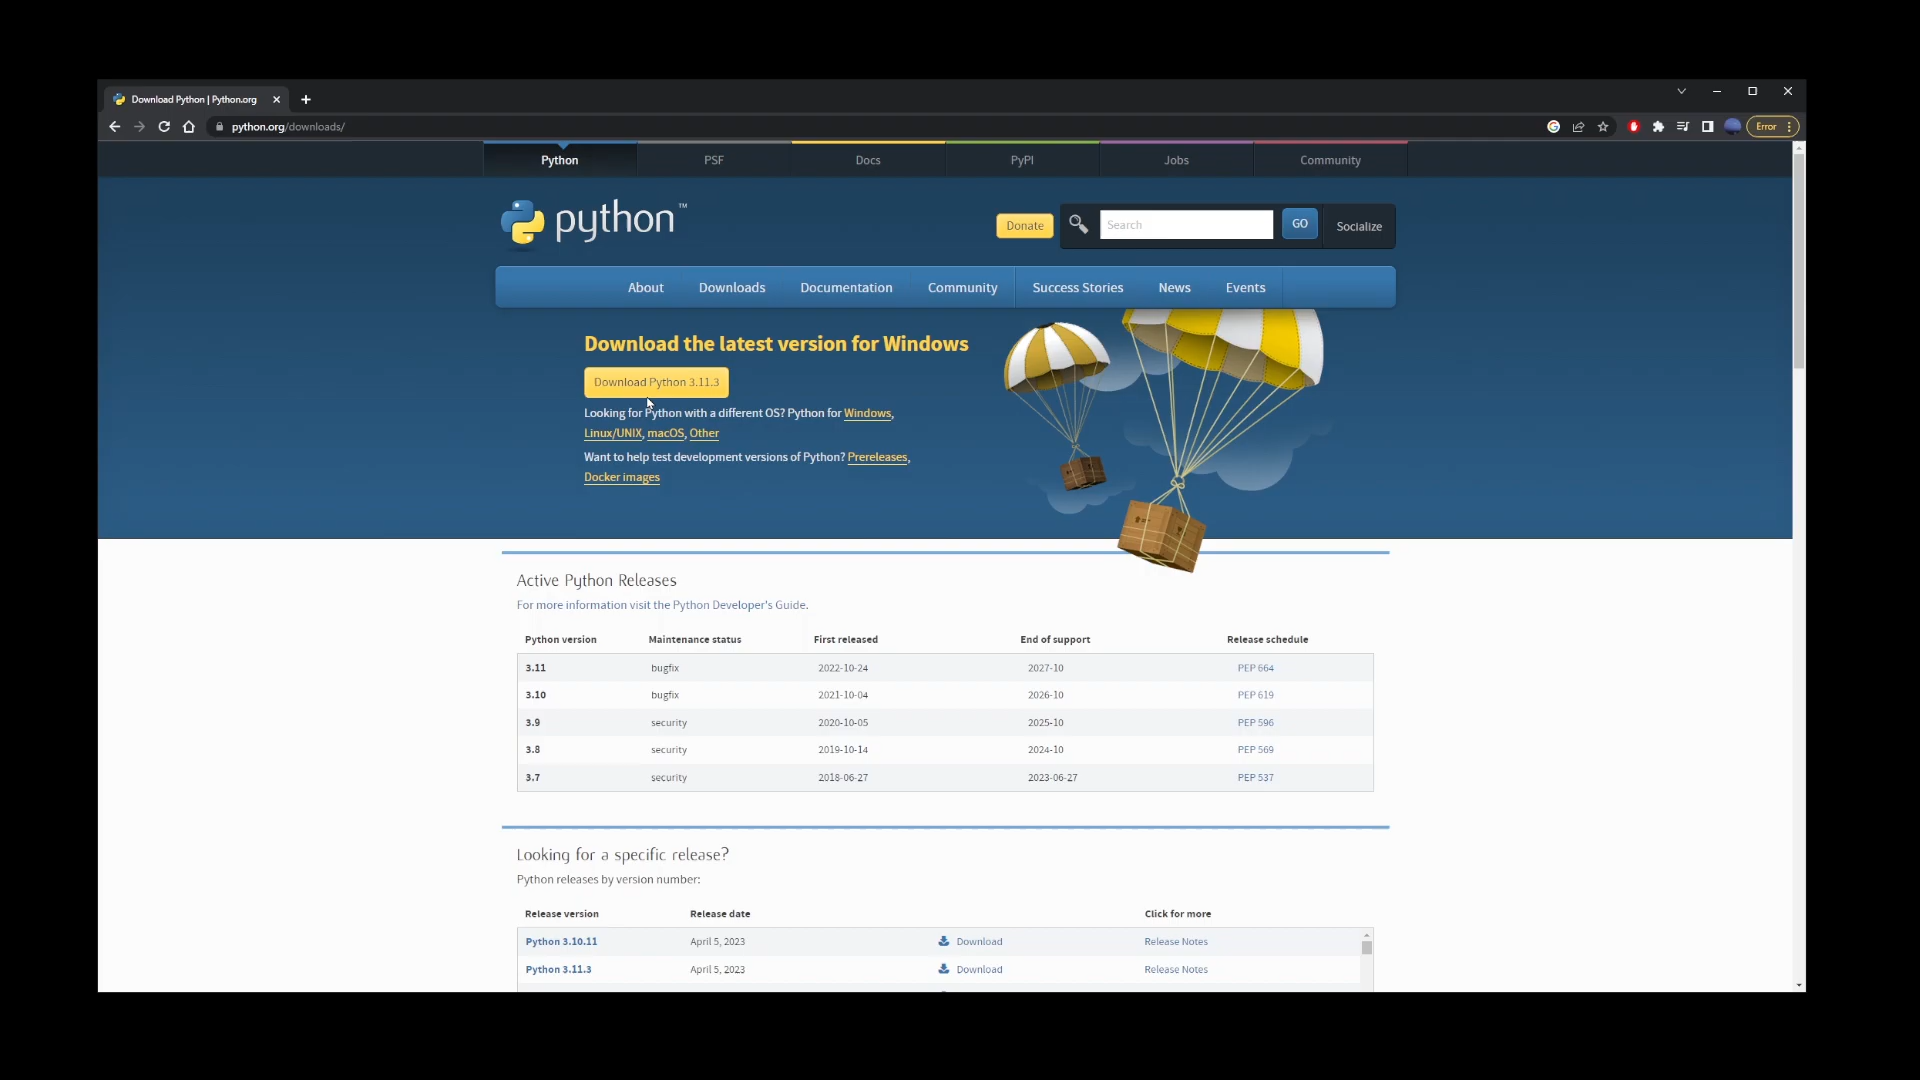 Download Python | Python.org
python.org/downloads/
Error
Python PSF Docs PyPI Jobs Community
python™
Donate Search GO Socialize
About Downloads Documentation Community Success Stories News Events
Download the latest version for Windows
Download Python 3.11.3
Looking for Python with a different OS? Python for Windows,
Linux/UNIX, macOS, Other
Want to help test development versions of Python? Prereleases,
Docker images
Active Python Releases
For more information visit the Python Developer's Guide.
Python version Maintenance status First released End of support Release schedule
3.11 bugfix 2022-10-24 2027-10 PEP 664
3.10 bugfix 2021-10-04 2026-10 PEP 619
3.9 security 2020-10-05 2025-10 PEP 596
3.8 security 2019-10-14 2024-10 PEP 569
3.7 security 2018-06-27 2023-06-27 PEP 537
Looking for a specific release?
Python releases by version number:
Release version Release date Click for more
Python 3.10.11 April 5, 2023 Download Release Notes
Python 3.11.3 April 5, 2023 Download Release Notes